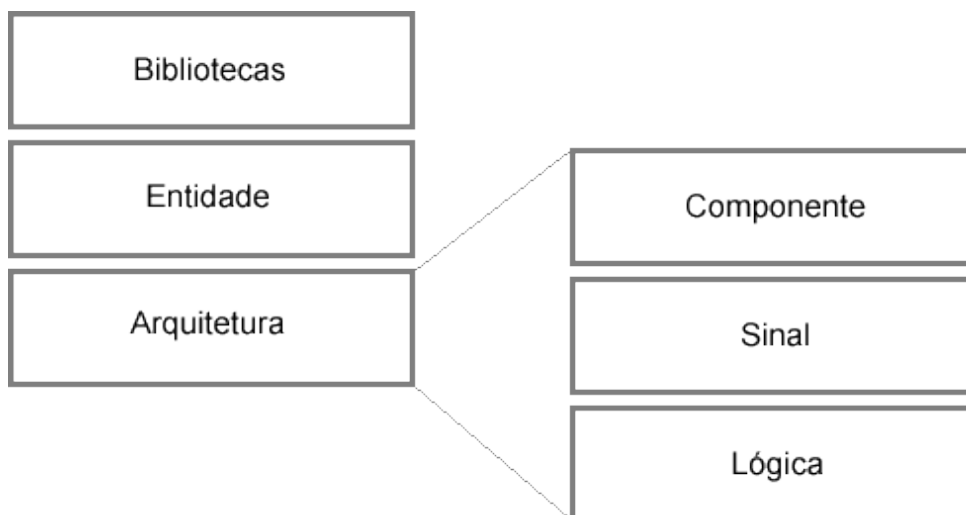 Bibliotecas
Entidade
Arquitetura
Componente
Sinal
Lógica